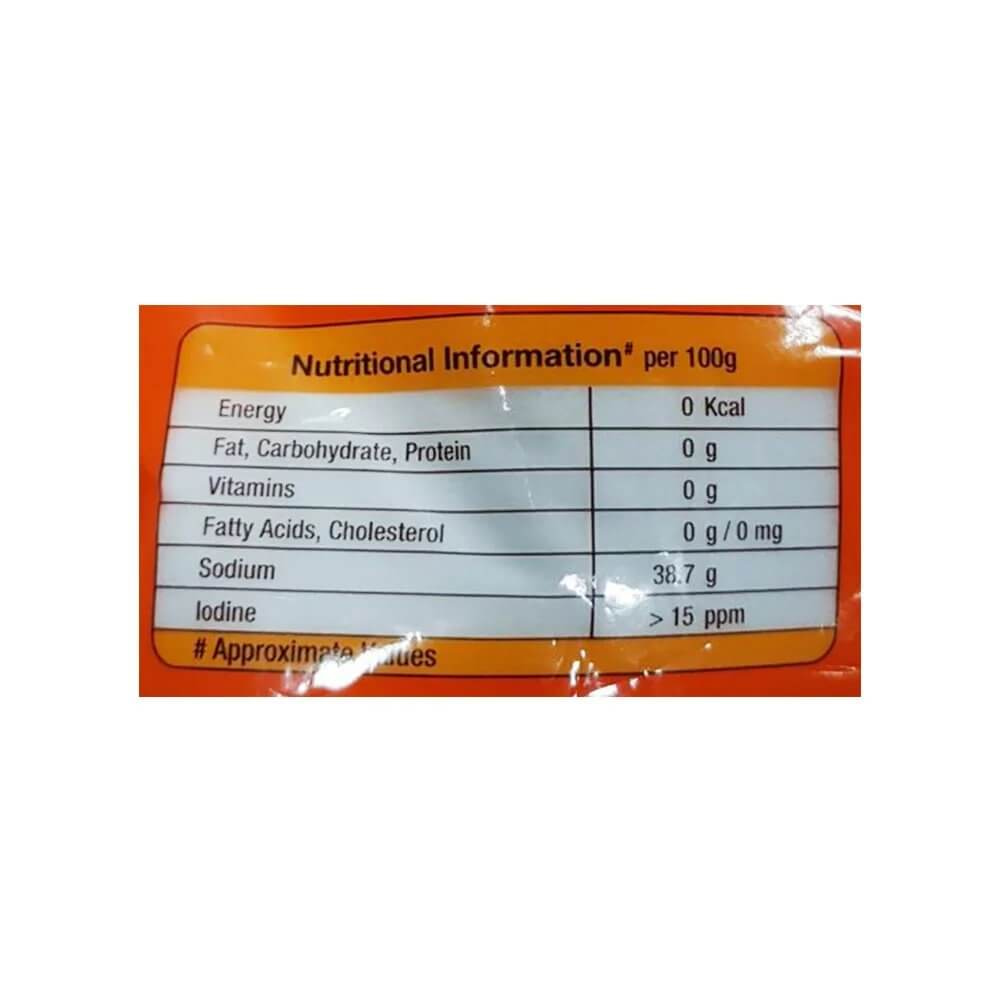 Nutritional Information# per 100g
Energy 0 Kcal
Fat, Carbohydrate, Protein 0 g
Vitamins 0 g
Fatty Acids, Cholesterol 0 g / 0 mg
Sodium 38.7 g
Iodine > 15 ppm
# Approximate Values